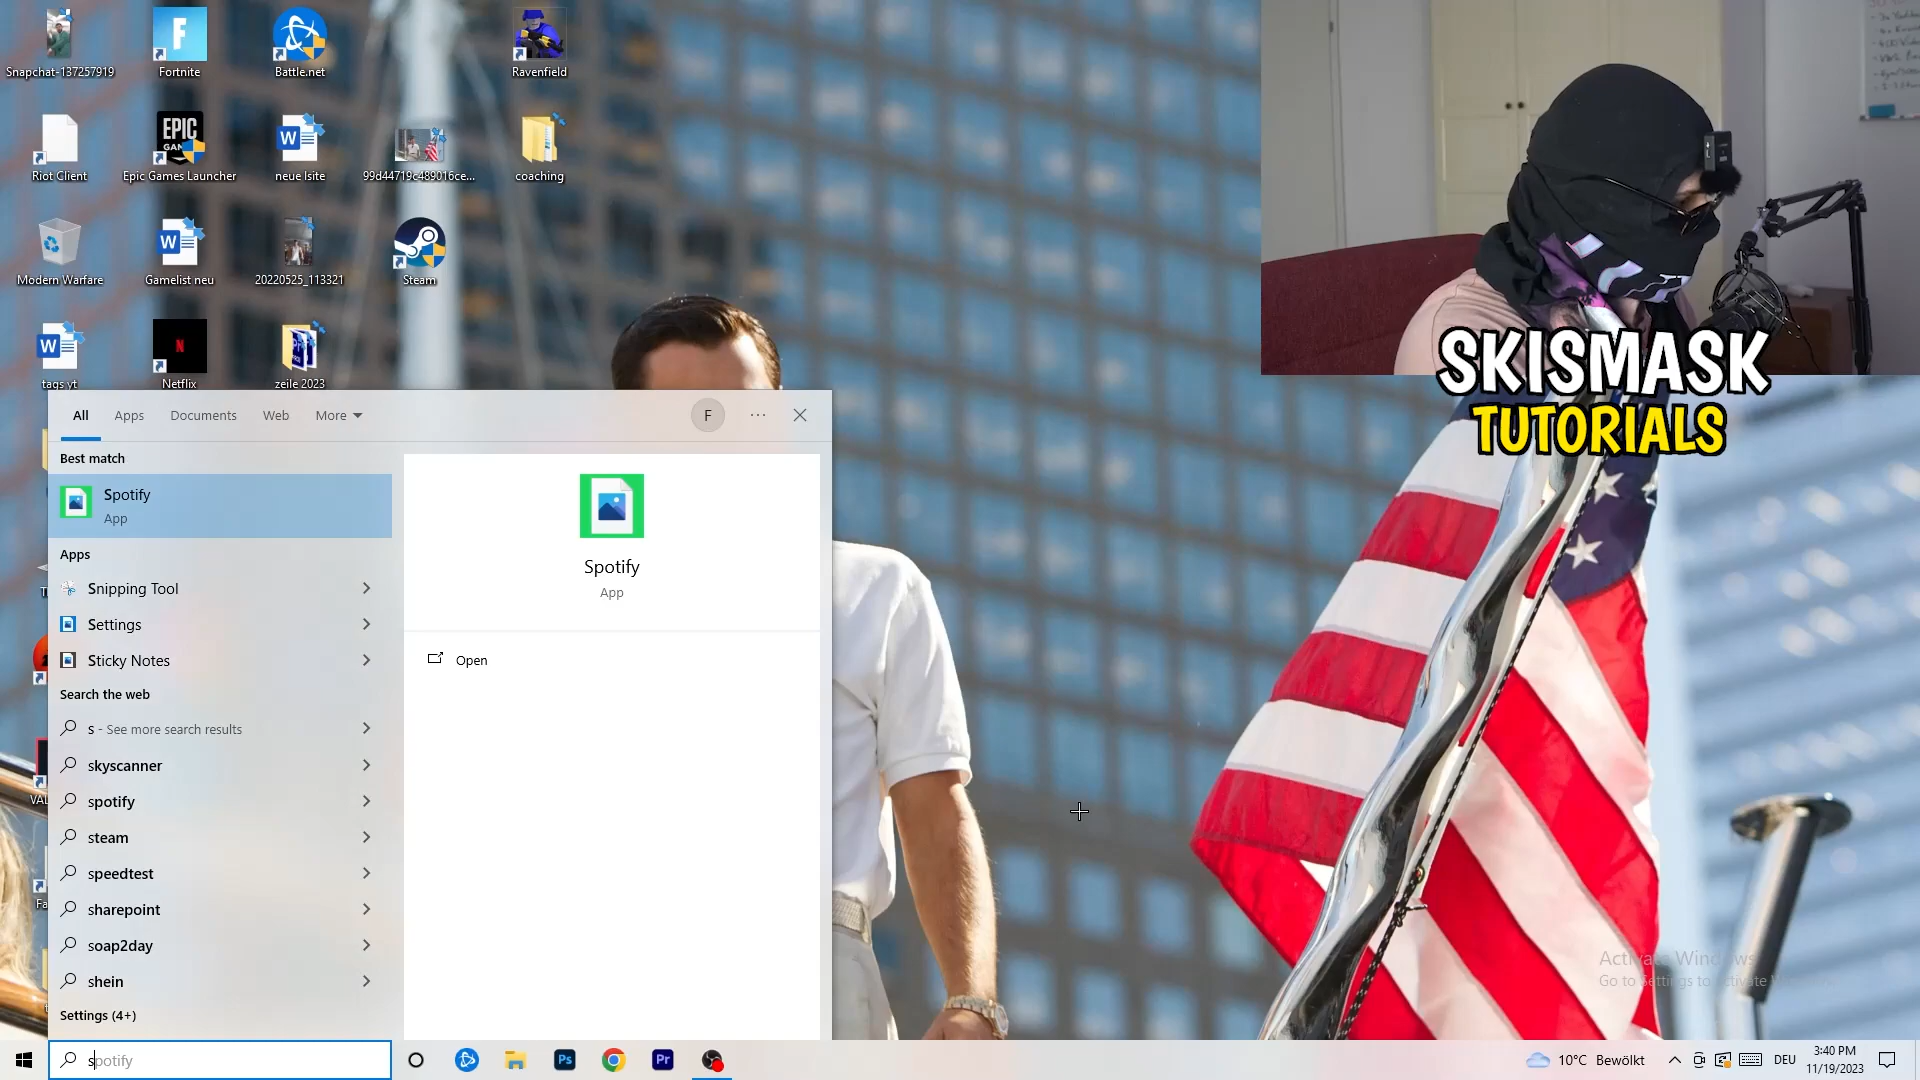 Snapchat-137257919
Fortnite
Battle.net
Ravenfield
Riot Client
EPIC
Epic Games Launcher
neue lsite
99d44719c489016ce...
coaching
Modern Warfare
Gamelist neu
20220525_113321
Steam
tags yt
Netflix
zeile 2023
SKISMASK
TUTORIALS
All
Apps
Documents
Web
More
F
Best match
Spotify
App
Apps
Snipping Tool
Settings
Sticky Notes
Search the web
s - See more search results
skyscanner
spotify
steam
speedtest
sharepoint
soap2day
shein
Settings (4+)
Spotify
App
Open
spotify
Ps
Pr
Activate Windows
Go to Settings to activate
10°C Bewölkt
DEU
3:40 PM
11/19/2023